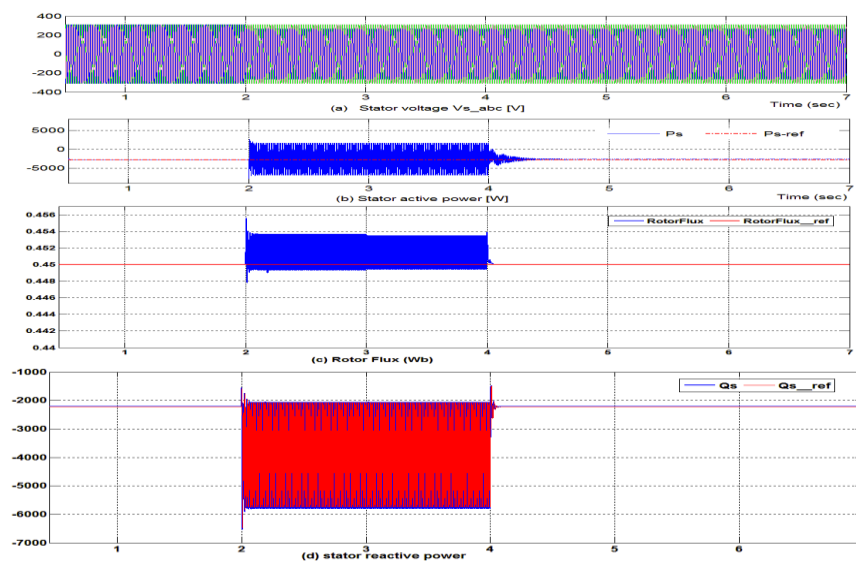 400
200
0
-200
-400
1 2 3 4 5 6 7
(a) Stator voltage Vs_abc [V] Time (sec)
5000
0
-5000
Ps Ps-ref
1 2 3 4 5 6 7
(b) Stator active power [W] Time (sec)
0.456
0.454
0.452
0.45
0.448
0.446
0.444
0.442
0.44
RotorFlux RotorFlux__ref
1 2 3 4 5 6 7
(c) Rotor Flux (Wb)
-1000
-2000
-3000
-4000
-5000
-6000
-7000
Qs Qs__ref
1 2 3 4 5 6
(d) stator reactive power